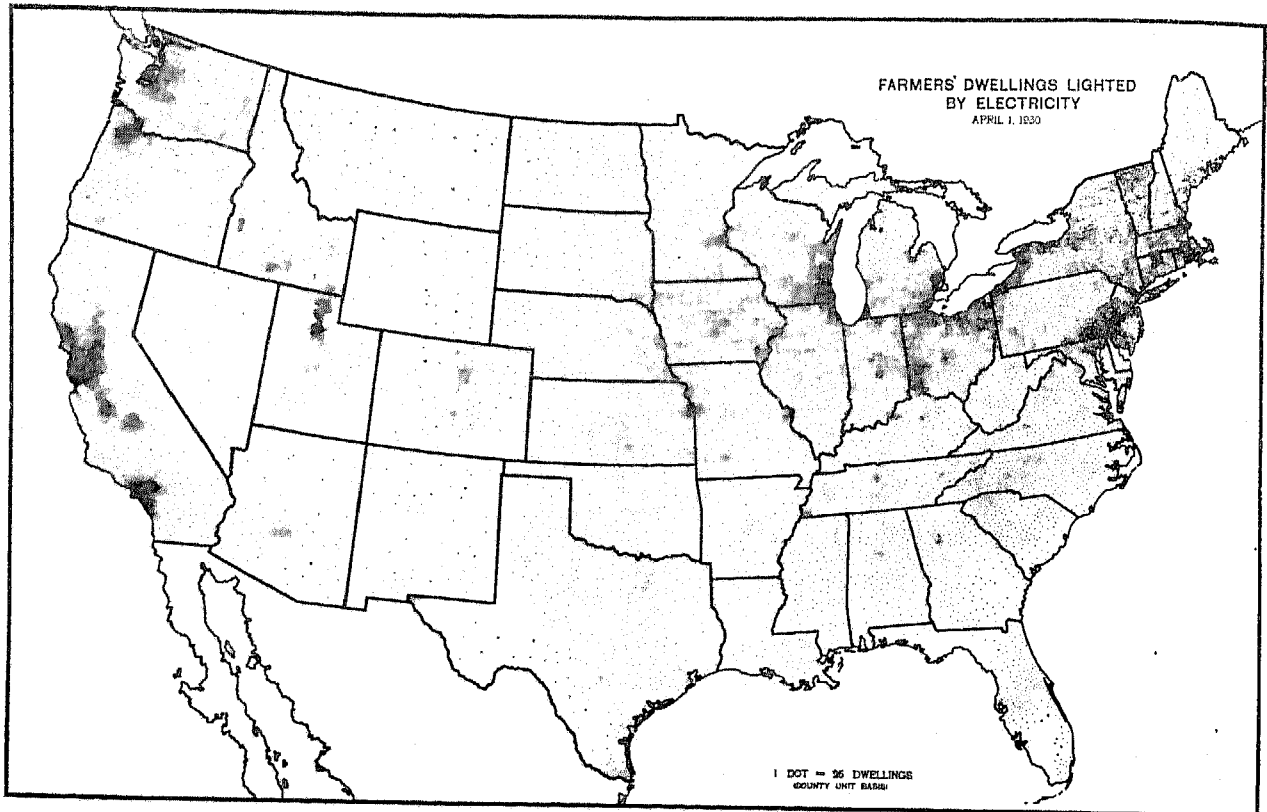 FARMERS' DWELLINGS LIGHTED
BY ELECTRICITY
APRIL 1, 1930
1 DOT = 25 DWELLINGS
(COUNTY UNIT BASIS)